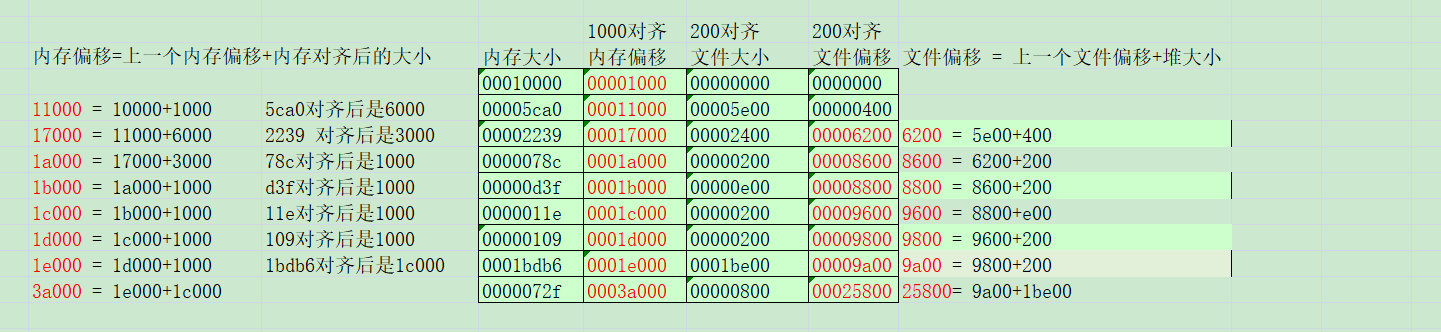 1000对齐 200对齐 200对齐
内存偏移=上一个内存偏移+内存对齐后的大小 内存大小 内存偏移 文件大小 文件偏移 文件偏移 = 上一个文件偏移+堆大小
00010000 00001000 00000000 0000000
11000 = 10000+1000 5ca0对齐后是6000 00005ca0 00011000 00005e00 00000400
17000 = 11000+6000 2239 对齐后是3000 00002239 00017000 00002400 00006200 6200 = 5e00+400
1a000 = 17000+3000 78c对齐后是1000 0000078c 0001a000 00000200 00008600 8600 = 6200+200
1b000 = 1a000+1000 d3f对齐后是1000 00000d3f 0001b000 00000e00 00008800 8800 = 8600+200
1c000 = 1b000+1000 11e对齐后是1000 0000011e 0001c000 00000200 00009600 9600 = 8800+e00
1d000 = 1c000+1000 109对齐后是1000 00000109 0001d000 00000200 00009800 9800 = 9600+200
1e000 = 1d000+1000 1bdb6对齐后是1c000 0001bdb6 0001e000 0001be00 00009a00 9a00 = 9800+200
3a000 = 1e000+1c000 0000072f 0003a000 00000800 00025800 25800= 9a00+1be00